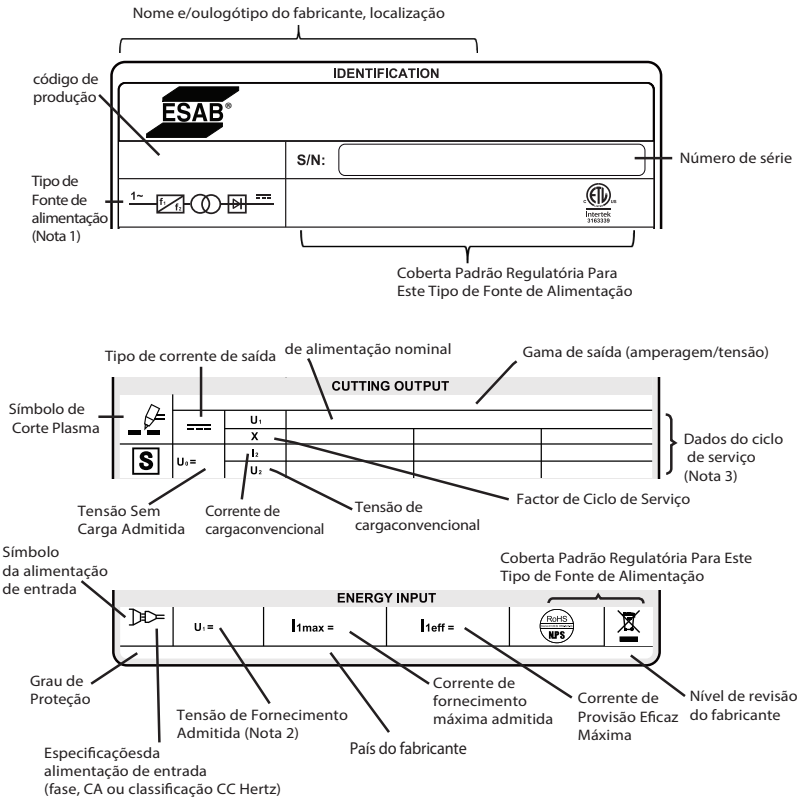 Nome e/oulogótipo do fabricante, localização
IDENTIFICATION
código de
produção
ESAB®
S/N:
Número de série
Tipo de
Fonte de
alimentação
(Nota 1)
1~
f1
f2
C
ETL
US
Intertek
3163339
Coberta Padrão Regulatória Para
Este Tipo de Fonte de Alimentação
Tipo de corrente de saída
de alimentação nominal
Gama de saída (amperagem/tensão)
CUTTING OUTPUT
Símbolo de
Corte Plasma
U1
X
S
U0=
I2
U2
Dados do ciclo
de serviço
(Nota 3)
Tensão Sem
Carga Admitida
Corrente de
cargaconvencional
Tensão de
cargaconvencional
Factor de Ciclo de Serviço
Símbolo
da alimentação
de entrada
Coberta Padrão Regulatória Para Este
Tipo de Fonte de Alimentação
ENERGY INPUT
U1 =
I1max =
I1eff =
RoHS
NPS
Grau de
Proteção
Tensão de Fornecimento
Admitida (Nota 2)
País do fabricante
Corrente de
fornecimento
máxima admitida
Corrente de
Provisão Eficaz
Máxima
Nível de revisão
do fabricante
Especificaçõesda
alimentação de entrada
(fase, CA ou classificação CC Hertz)